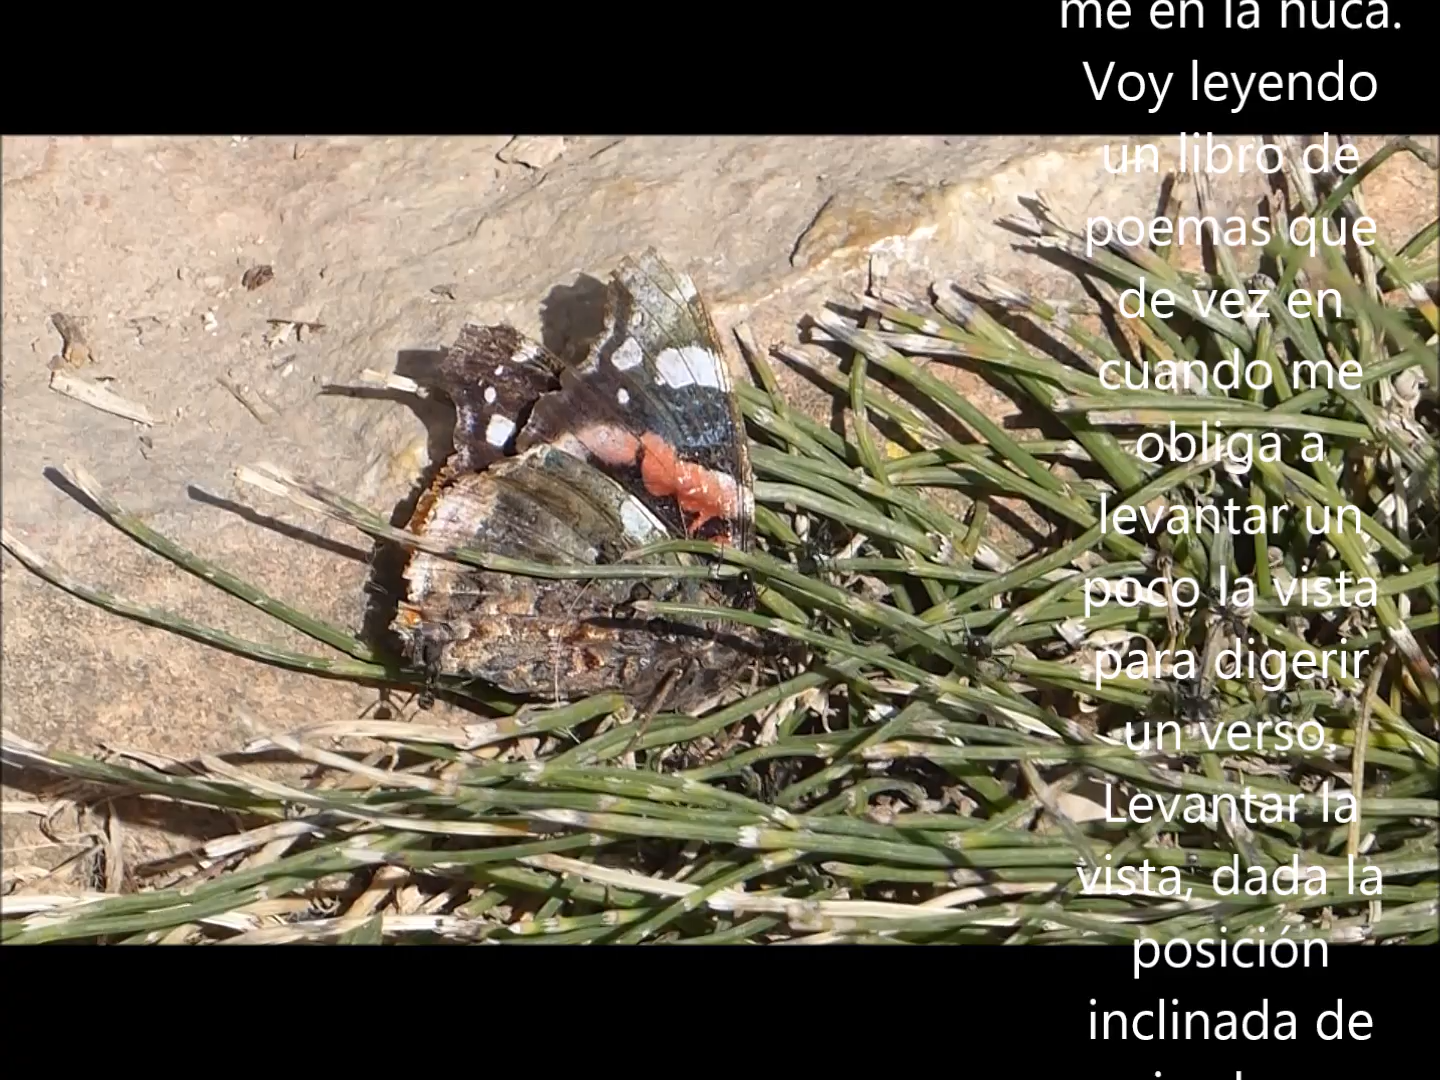 me en la nuca.
Voy leyendo
un libro de
poemas que
de vez en
cuando me
obliga a
levantar un
poco la vista
para digerir
un verso.
Levantar la
vista, dada la
posición
inclinada de